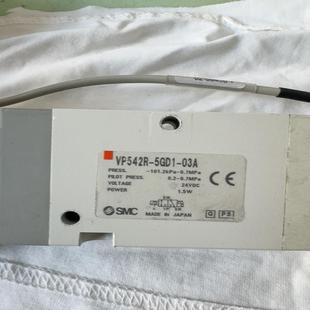 VP542R-5GD1-03A
PRESS. -101.2kPa-0.7MPa
PILOT PRESS. 0.2-0.7MPa
VOLTAGE 24VDC
POWER 1.5W
CE
SMC MADE IN JAPAN